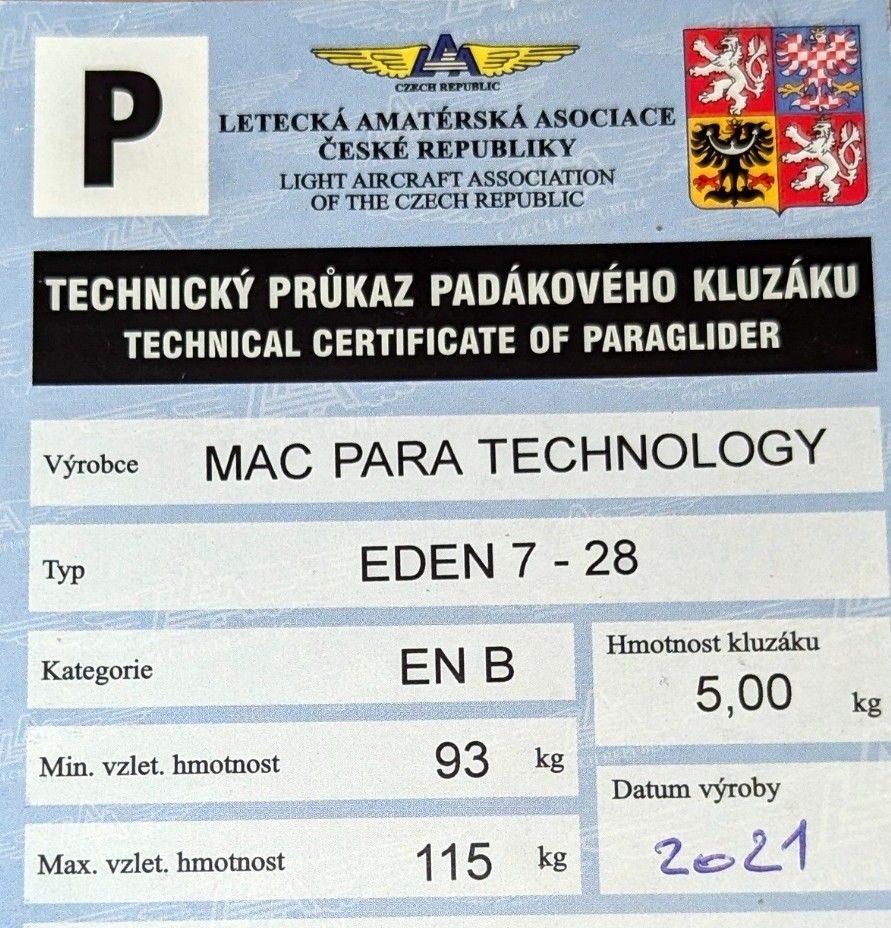 P
LAA
CZECH REPUBLIC
LETECKÁ AMATÉRSKÁ ASOCIACE
ČESKÉ REPUBLIKY
LIGHT AIRCRAFT ASSOCIATION
OF THE CZECH REPUBLIC
TECHNICKÝ PRŮKAZ PADÁKOVÉHO KLUZÁKU
TECHNICAL CERTIFICATE OF PARAGLIDER
Výrobce MAC PARA TECHNOLOGY
Typ EDEN 7 - 28
Kategorie EN B
Hmotnost kluzáku
5,00 kg
Min. vzlet. hmotnost 93 kg
Datum výroby
2021
Max. vzlet. hmotnost 115 kg